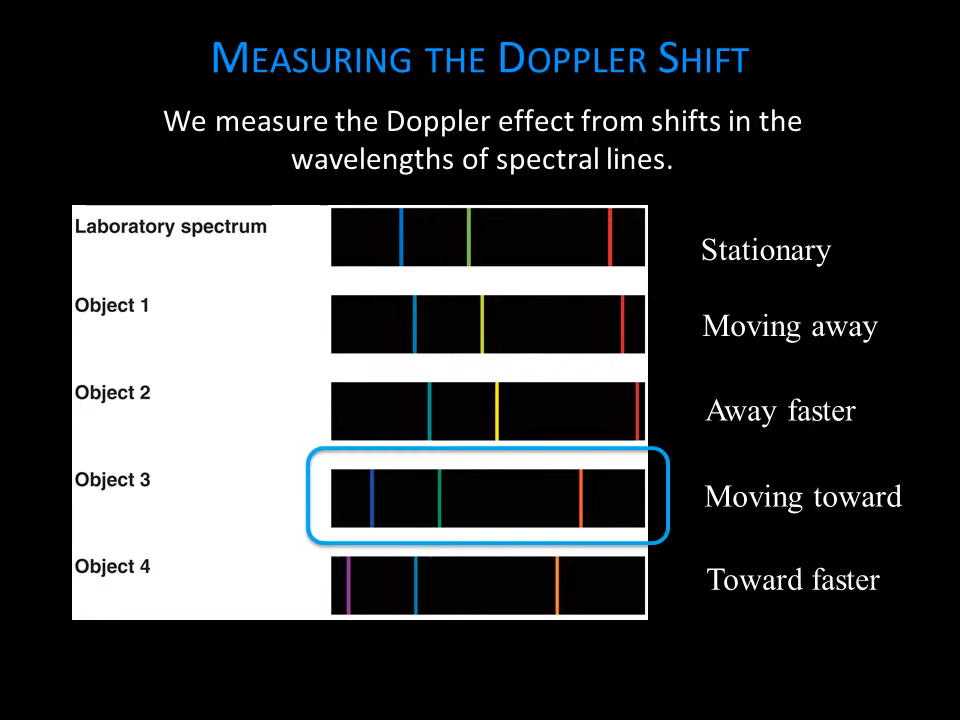 MEASURING THE DOPPLER SHIFT
We measure the Doppler effect from shifts in the
wavelengths of spectral lines.
Laboratory spectrum
Stationary
Object 1
Moving away
Object 2
Away faster
Object 3
Moving toward
Object 4
Toward faster